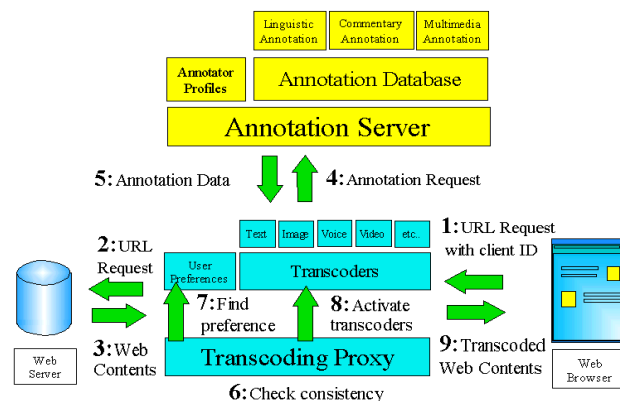 Linguistic
Annotation
Commentary
Annotation
Multimedia
Annotation
Annotator
Profiles
Annotation Database
Annotation Server
5: Annotation Data
4: Annotation Request
1: URL Request
with client ID
2: URL
Request
Text
Image
Voice
Video
etc..
User
Preferences
Transcoders
7: Find
preference
8: Activate
transcoders
3: Web
Contents
Transcoding Proxy
9: Transcoded
Web Contents
Web
Server
Web
Browser
6: Check consistency